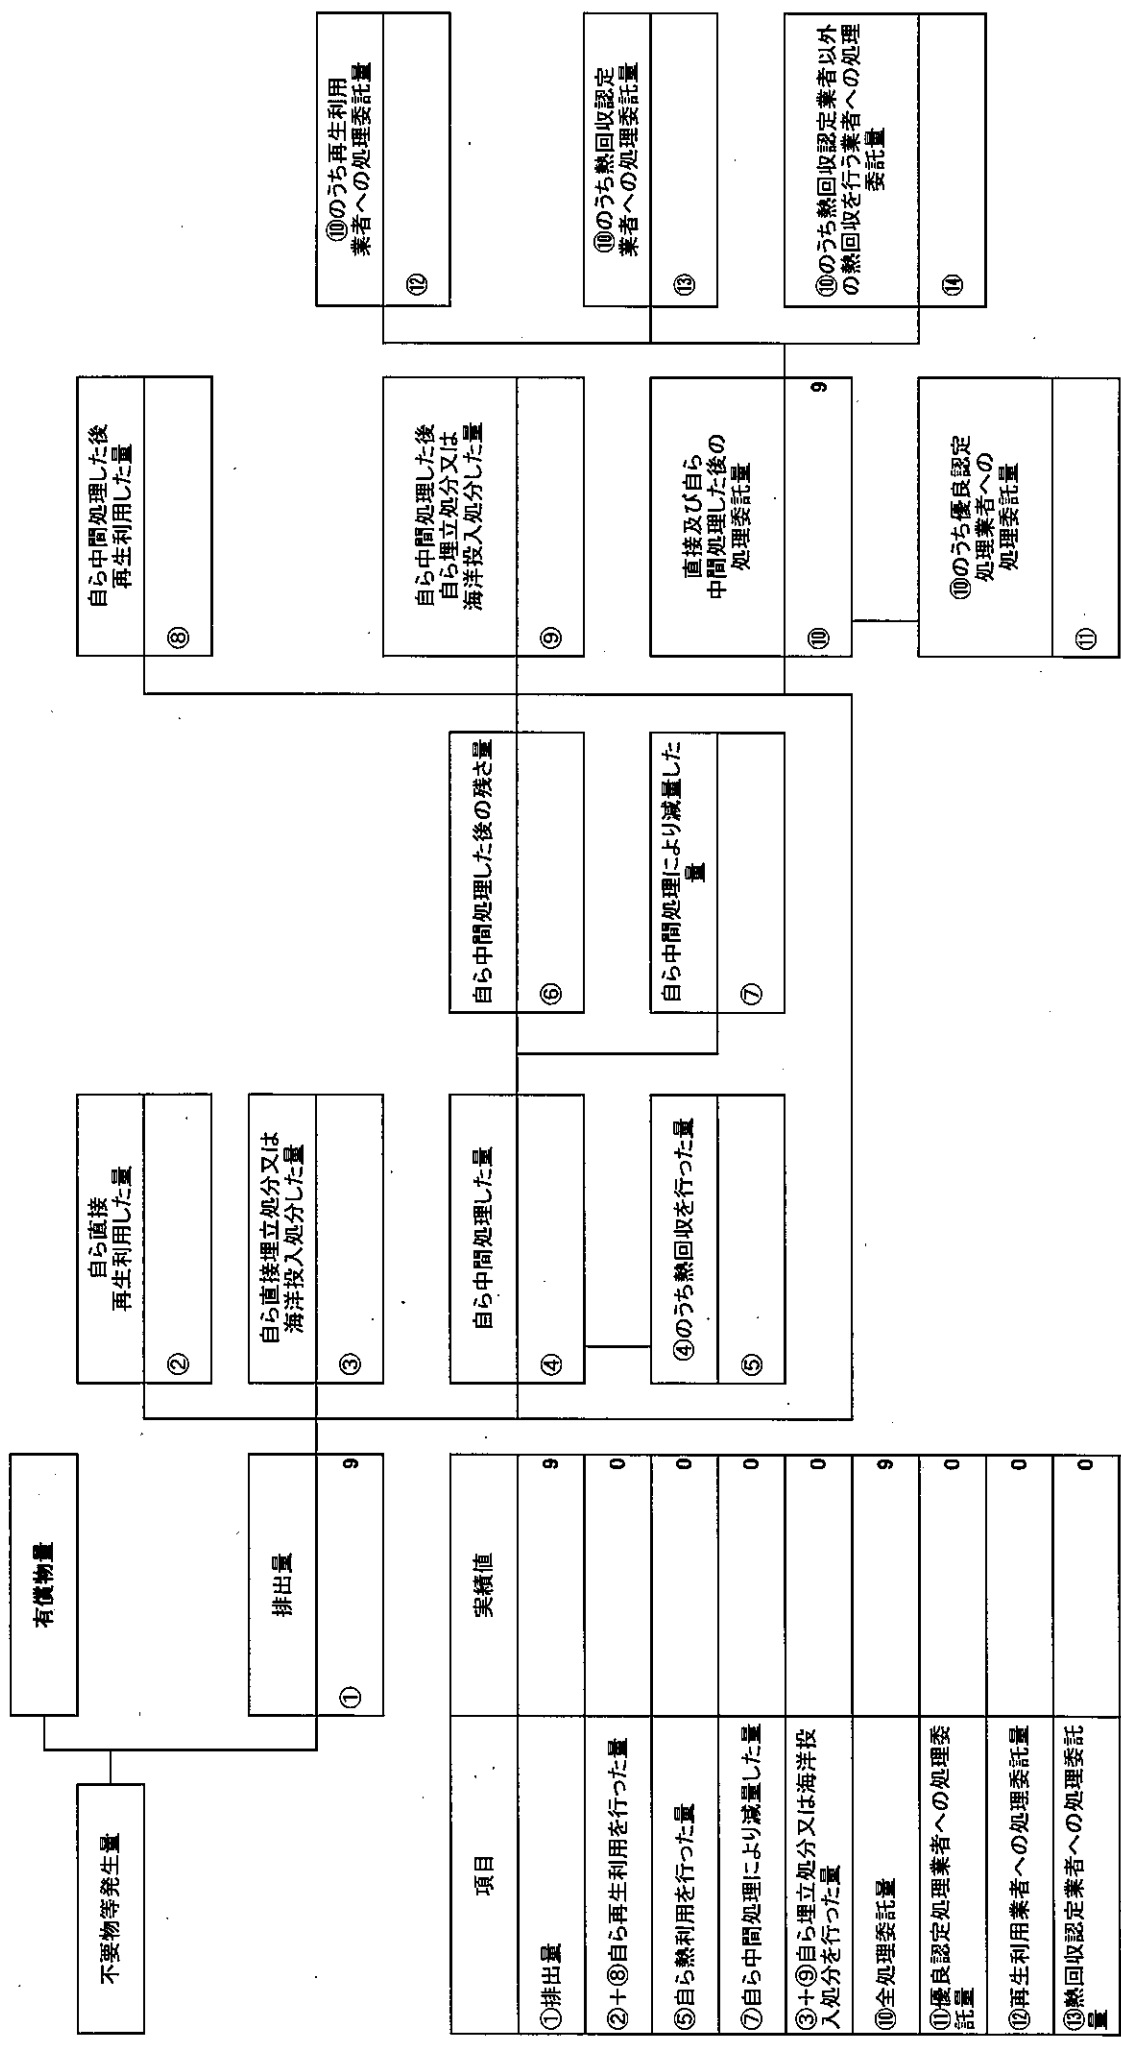 不要物等発生量
有償物量
排出量
①
9
自ら直接
再生利用した量
②
自ら直接埋立処分又は
海洋投入処分した量
③
自ら中間処理した量
④
④のうち熱回収を行った量
⑤
自ら中間処理した後の残さ量
⑥
自ら中間処理により減量した
量
⑦
自ら中間処理した後
再生利用した量
⑧
自ら中間処理した後
自ら埋立処分又は
海洋投入処分した量
⑨
直接及び自ら
中間処理した後の
処理委託量
⑩
9
⑩のうち優良認定
処理業者への
処理委託量
⑪
⑩のうち再生利用
業者への処理委託量
⑫
⑩のうち熱回収認定
業者への処理委託量
⑬
⑩のうち熱回収認定業者以外
の熱回収を行う業者への処理
委託量
⑭
項目 実績値
①排出量 9
②+⑧自ら再生利用を行った量 0
⑤自ら熱利用を行った量 0
⑦自ら中間処理により減量した量 0
③+⑨自ら埋立処分又は海洋投
入処分を行った量 0
⑩全処理委託量 9
⑪優良認定処理業者への処理委
託量 0
⑫再生利用業者への処理委託量 0
⑬熱回収認定業者への処理委託
量 0